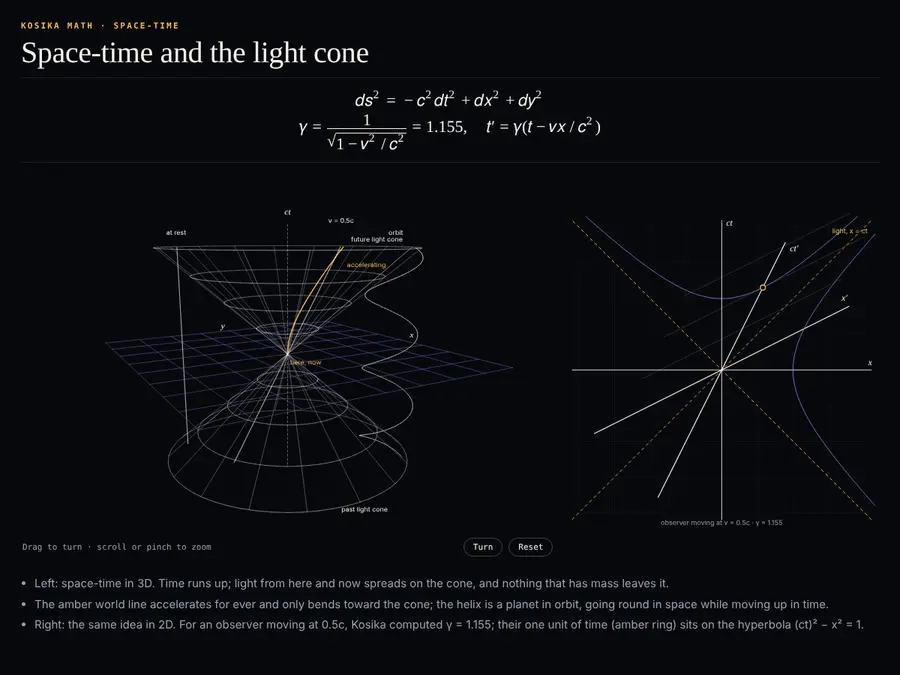 KOSIKA MATH · SPACE-TIME
Space-time and the light cone
ds² = −c² dt² + dx² + dy²
γ = 1 / √(1 − v² / c²) = 1.155, t′ = γ(t − vx / c²)
ct
v = 0.5c
at rest
orbit
future light cone
accelerating
y
x
here, now
past light cone
ct
light, x = ct
ct′
x′
x
observer moving at v = 0.5c · γ = 1.155
Drag to turn · scroll or pinch to zoom
Turn
Reset
• Left: space-time in 3D. Time runs up; light from here and now spreads on the cone, and nothing that has mass leaves it.
• The amber world line accelerates for ever and only bends toward the cone; the helix is a planet in orbit, going round in space while moving up in time.
• Right: the same idea in 2D. For an observer moving at 0.5c, Kosika computed γ = 1.155; their one unit of time (amber ring) sits on the hyperbola (ct)² − x² = 1.